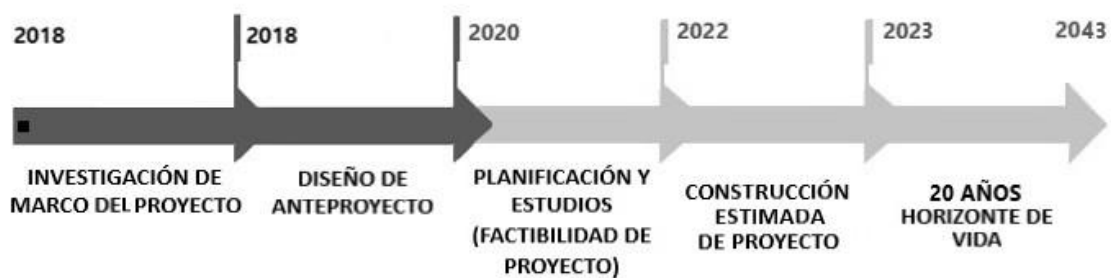 2018
2018
2020
2022
2023
2043
INVESTIGACIÓN DE
MARCO DEL PROYECTO
DISEÑO DE
ANTEPROYECTO
PLANIFICACIÓN Y
ESTUDIOS
(FACTIBILIDAD DE
PROYECTO)
CONSTRUCCIÓN
ESTIMADA
DE PROYECTO
20 AÑOS
HORIZONTE DE
VIDA